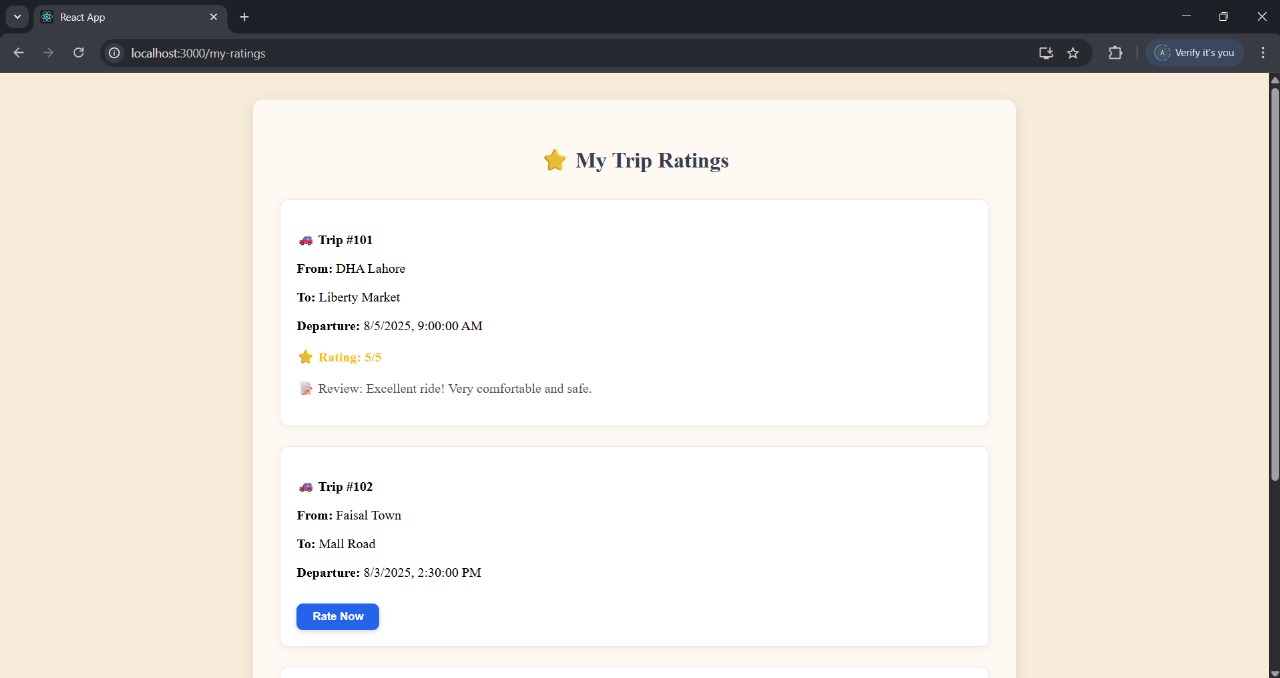 React App
localhost:3000/my-ratings
A
Verify it's you
My Trip Ratings
Trip #101
From: DHA Lahore
To: Liberty Market
Departure: 8/5/2025, 9:00:00 AM
Rating: 5/5
Review: Excellent ride! Very comfortable and safe.
Trip #102
From: Faisal Town
To: Mall Road
Departure: 8/3/2025, 2:30:00 PM
Rate Now